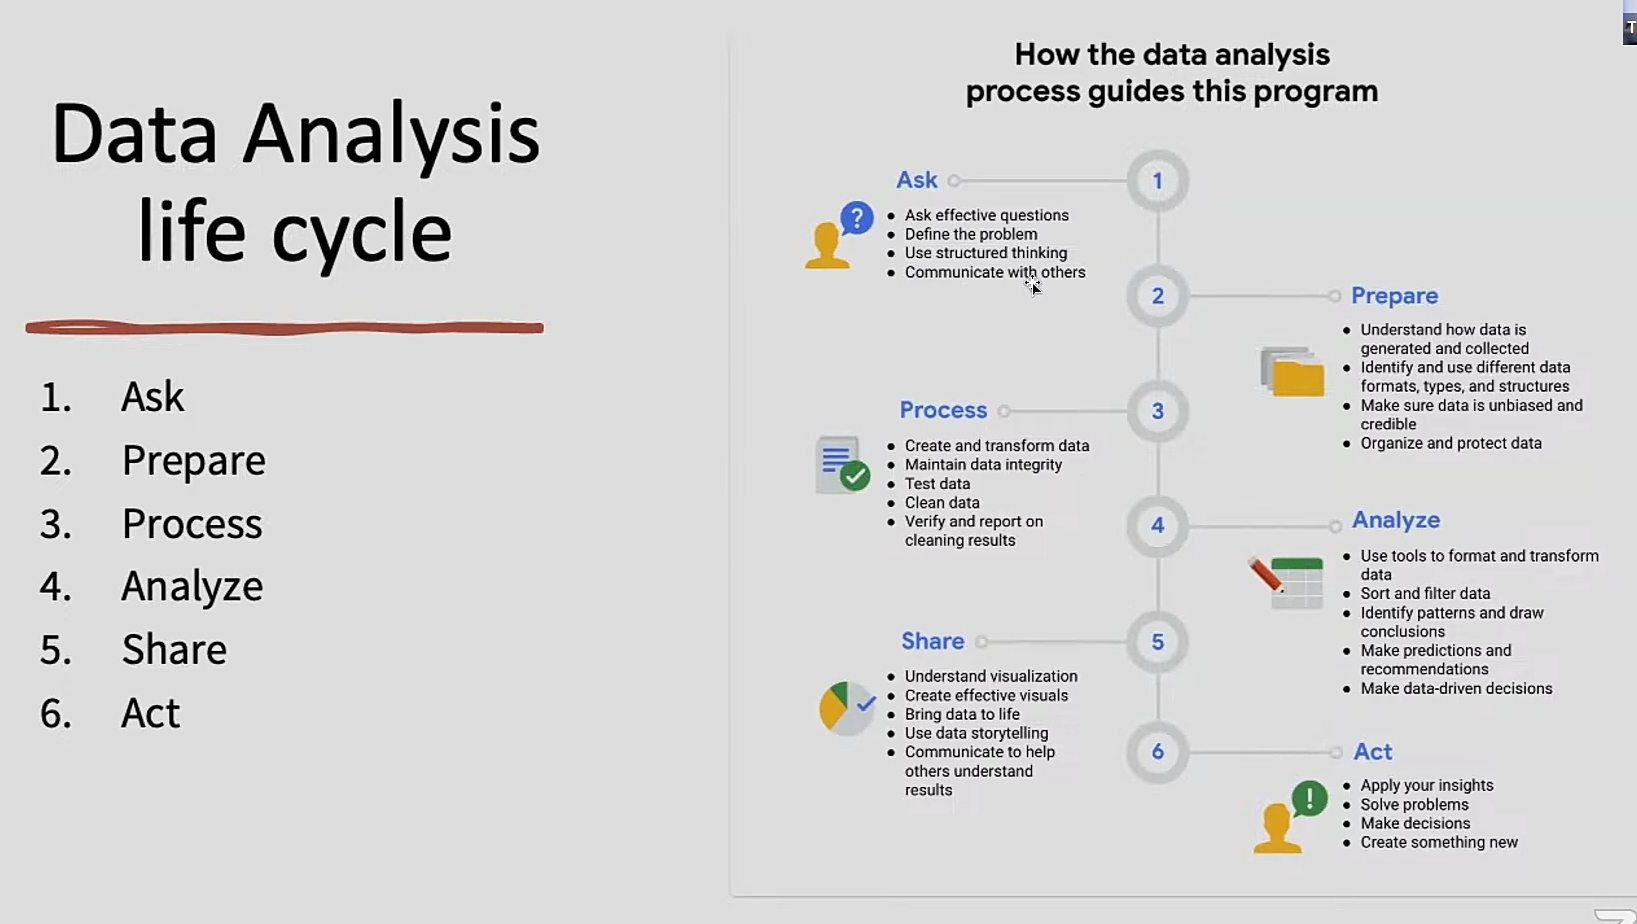 Data Analysis
life cycle
1. Ask
2. Prepare
3. Process
4. Analyze
5. Share
6. Act
How the data analysis
process guides this program
1
Ask
?
• Ask effective questions
• Define the problem
• Use structured thinking
• Communicate with others
2
Prepare
• Understand how data is
generated and collected
• Identify and use different data
formats, types, and structures
• Make sure data is unbiased and
credible
• Organize and protect data
3
Process
• Create and transform data
• Maintain data integrity
• Test data
• Clean data
• Verify and report on
cleaning results
4
Analyze
• Use tools to format and transform
data
• Sort and filter data
• Identify patterns and draw
conclusions
• Make predictions and
recommendations
• Make data-driven decisions
5
Share
• Understand visualization
• Create effective visuals
• Bring data to life
• Use data storytelling
• Communicate to help
others understand
results
6
Act
!
• Apply your insights
• Solve problems
• Make decisions
• Create something new
T